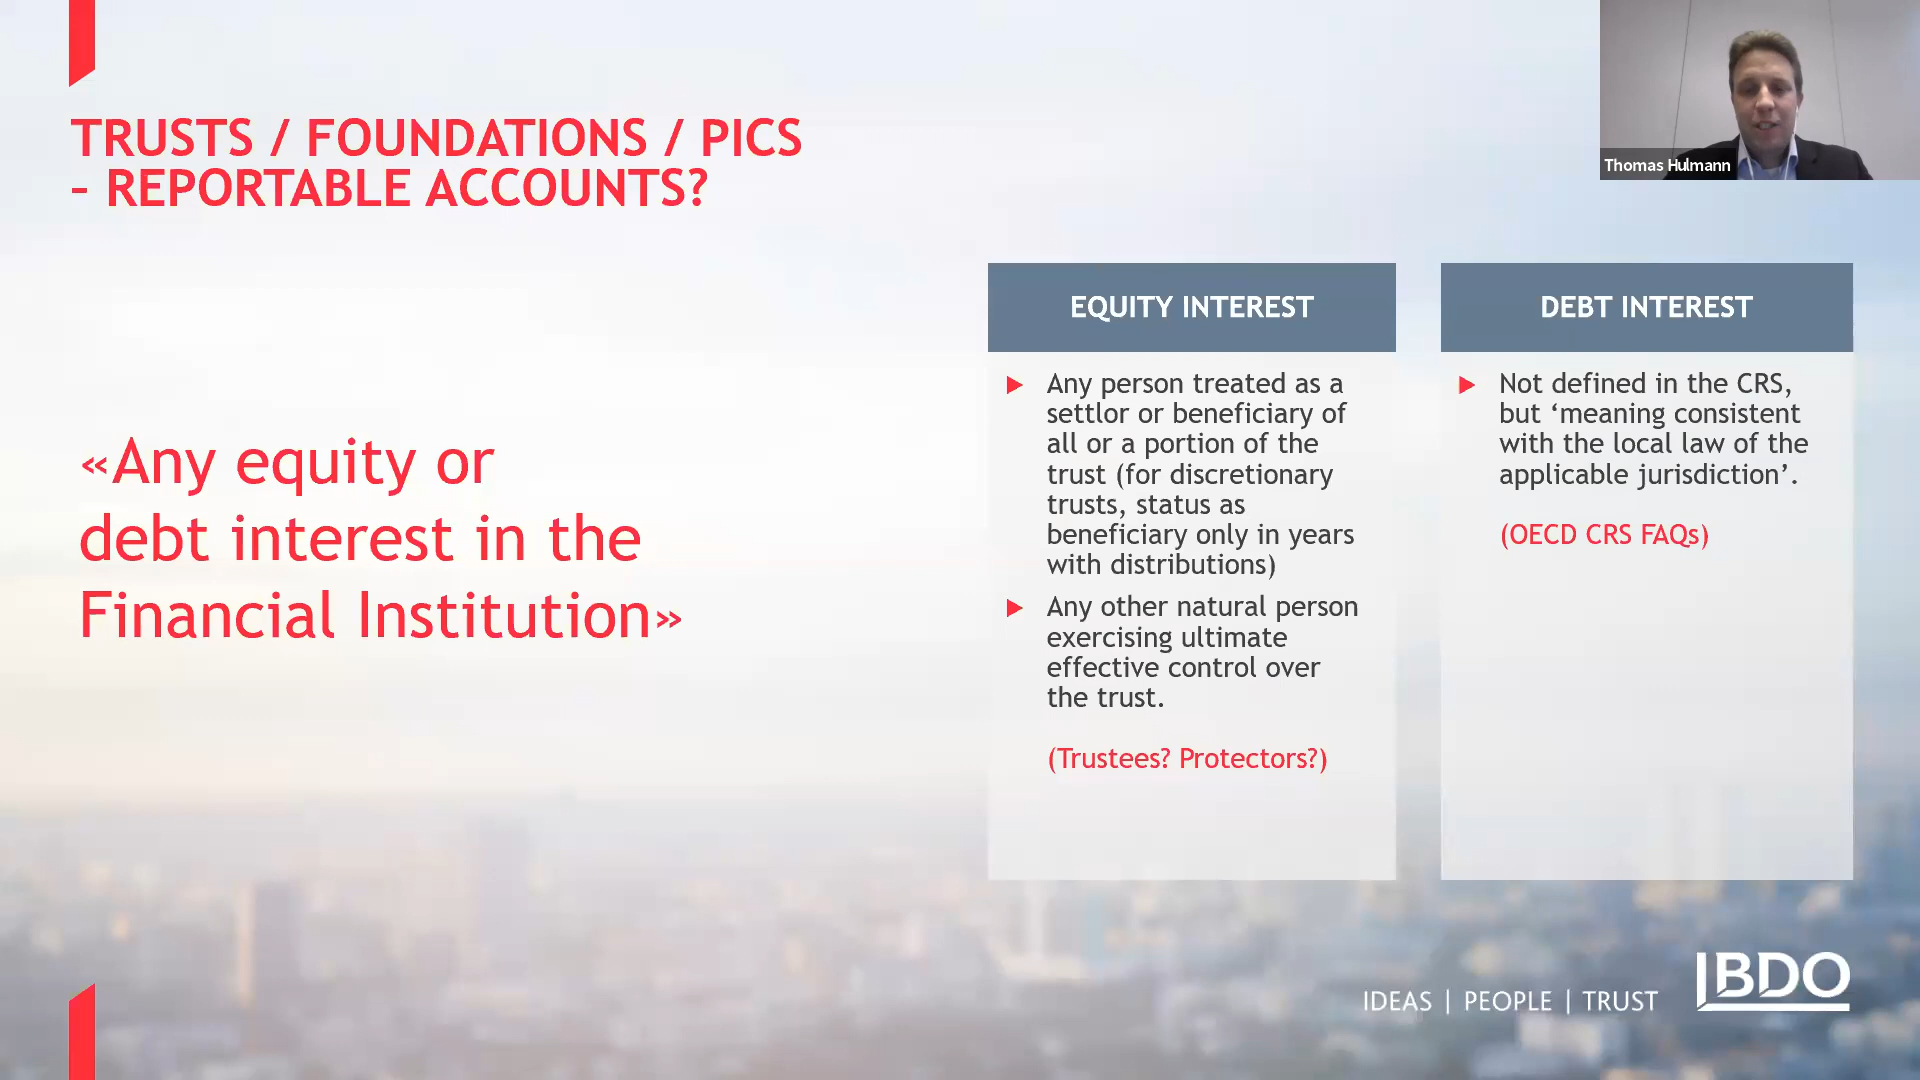 TRUSTS / FOUNDATIONS / PICS
– REPORTABLE ACCOUNTS?
Thomas Hulmann
«Any equity or
debt interest in the
Financial Institution»
EQUITY INTEREST
Any person treated as a
settlor or beneficiary of
all or a portion of the
trust (for discretionary
trusts, status as
beneficiary only in years
with distributions)
Any other natural person
exercising ultimate
effective control over
the trust.
(Trustees? Protectors?)
DEBT INTEREST
Not defined in the CRS,
but ‘meaning consistent
with the local law of the
applicable jurisdiction’.
(OECD CRS FAQs)
IDEAS | PEOPLE | TRUST
BDO